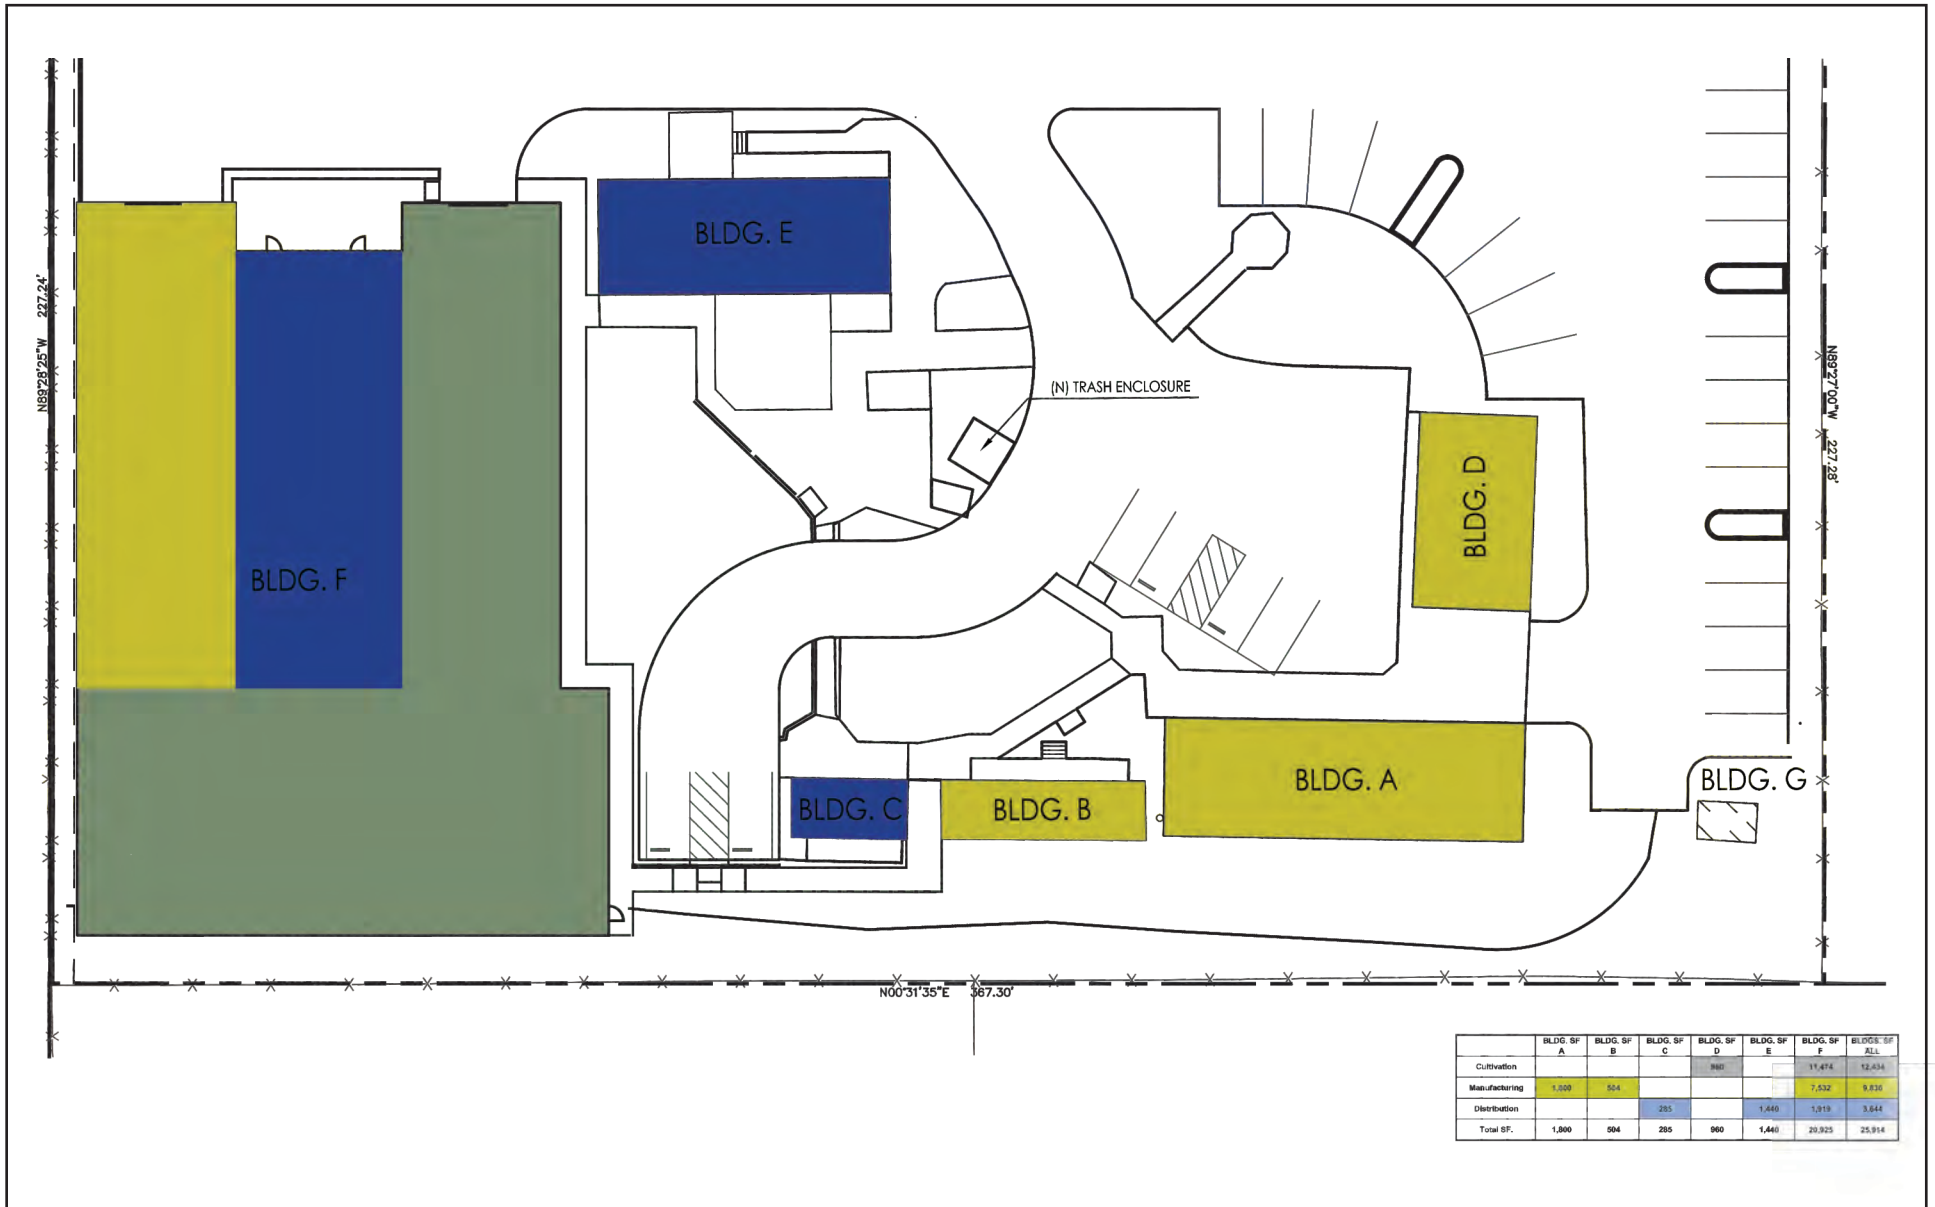 BLDG. E
N89°28'25"W 227.24'
(N) TRASH ENCLOSURE
N89°27'00"W 227.28'
BLDG. D
BLDG. F
BLDG. A
BLDG. G
BLDG. C
BLDG. B
N00°31'35"E 367.30'
BLDG. SF A BLDG. SF B BLDG. SF C BLDG. SF D BLDG. SF E BLDG. SF F BLDGS. SF ALL
Cultivation 960 11,474 12,434
Manufacturing 1,800 504 7,532 9,836
Distribution 285 1,440 1,919 3,644
Total SF. 1,800 504 285 960 1,440 20,925 25,914